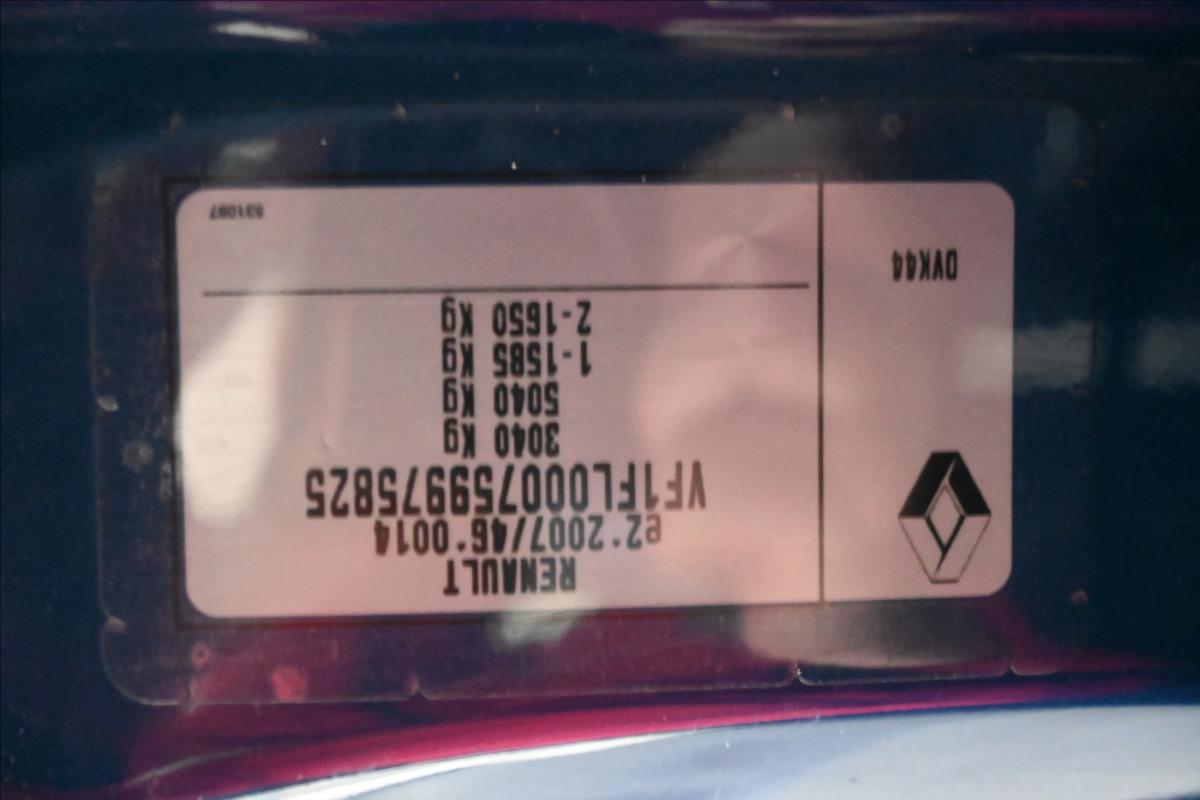 RENAULT
e2*2007/46*0014
VF1FL000759975825
3040 Kg
5040 Kg
1-1585 Kg
2-1650 Kg
DVK44